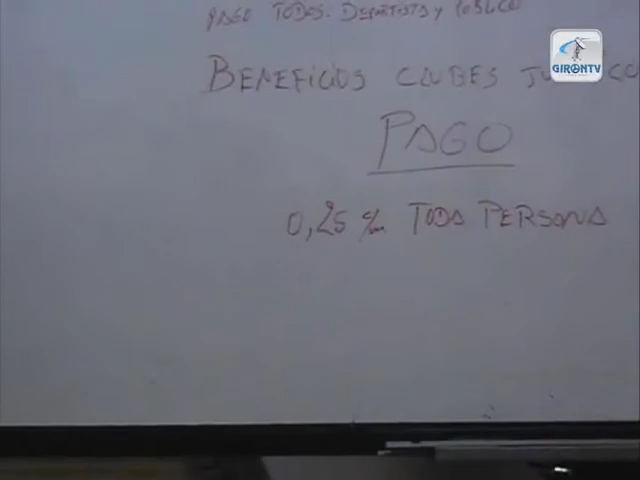 PAGO TODOS. DEPORTISTA y PUBLICO
BENEFICIOS CLUBES
PAGO
0,25 TODA PERSONA
GIRONTV